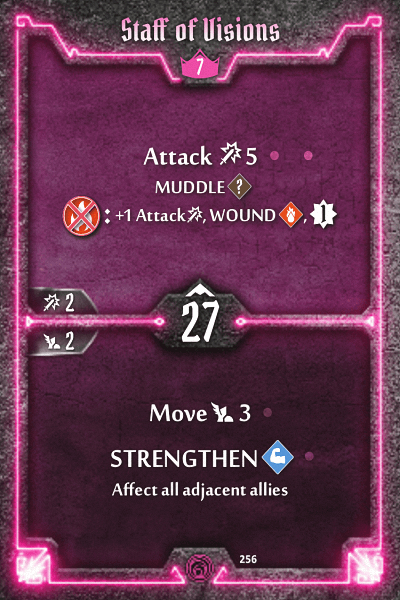 Staff of Visions
7
Attack 5
MUDDLE ?
: +1 Attack, WOUND, 1
2
27
2
Move 3
STRENGTHEN
Affect all adjacent allies
256